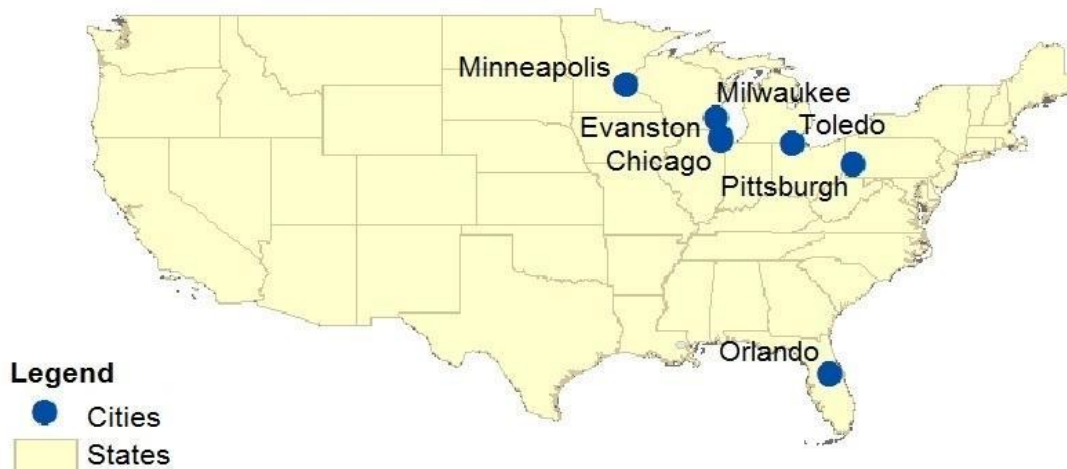 Minneapolis
Milwaukee
Evanston
Toledo
Chicago
Pittsburgh
Orlando
Legend
Cities
States